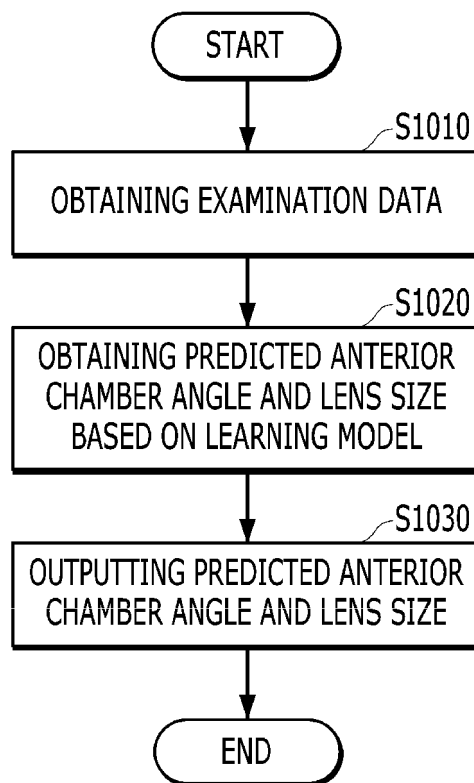 START
S1010
OBTAINING EXAMINATION DATA
S1020
OBTAINING PREDICTED ANTERIOR
CHAMBER ANGLE AND LENS SIZE
BASED ON LEARNING MODEL
S1030
OUTPUTTING PREDICTED ANTERIOR
CHAMBER ANGLE AND LENS SIZE
END